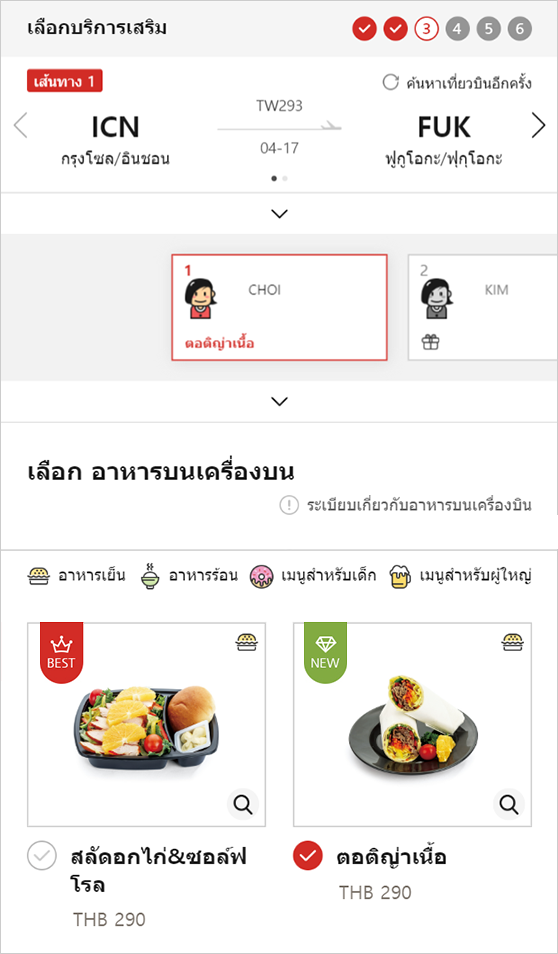 เลือกบริการเสริม
3 4 5 6
เส้นทาง 1
ค้นหาเที่ยวบินอีกครั้ง
ICN TW293 FUK
กรุงโซล/อินชอน 04-17 ฟูกูโอกะ/ฟุกุโอกะ
1 CHOI
ตอติญ่าเนื้อ
2 KIM
เลือก อาหารบนเครื่องบน
ระเบียบเกี่ยวกับอาหารบนเครื่องบิน
อาหารเย็น อาหารร้อน เมนูสำหรับเด็ก เมนูสำหรับผู้ใหญ่
BEST
NEW
สลัดอกไก่&ซอล์ฟ
โรล
THB 290
ตอติญ่าเนื้อ
THB 290